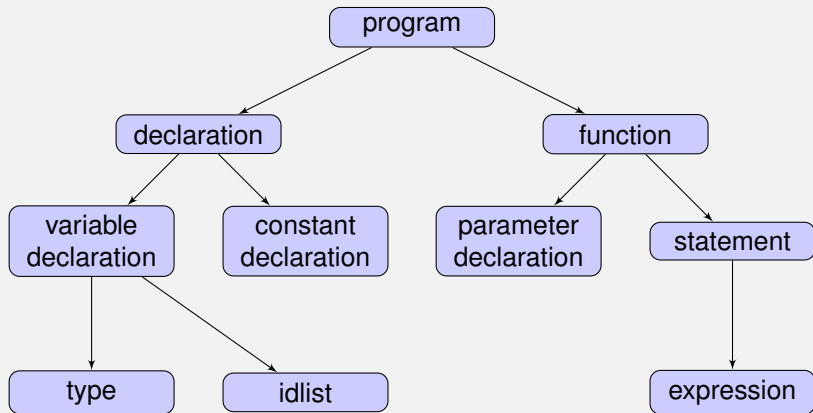 program
declaration
function
variable
declaration
constant
declaration
parameter
declaration
statement
type
idlist
expression